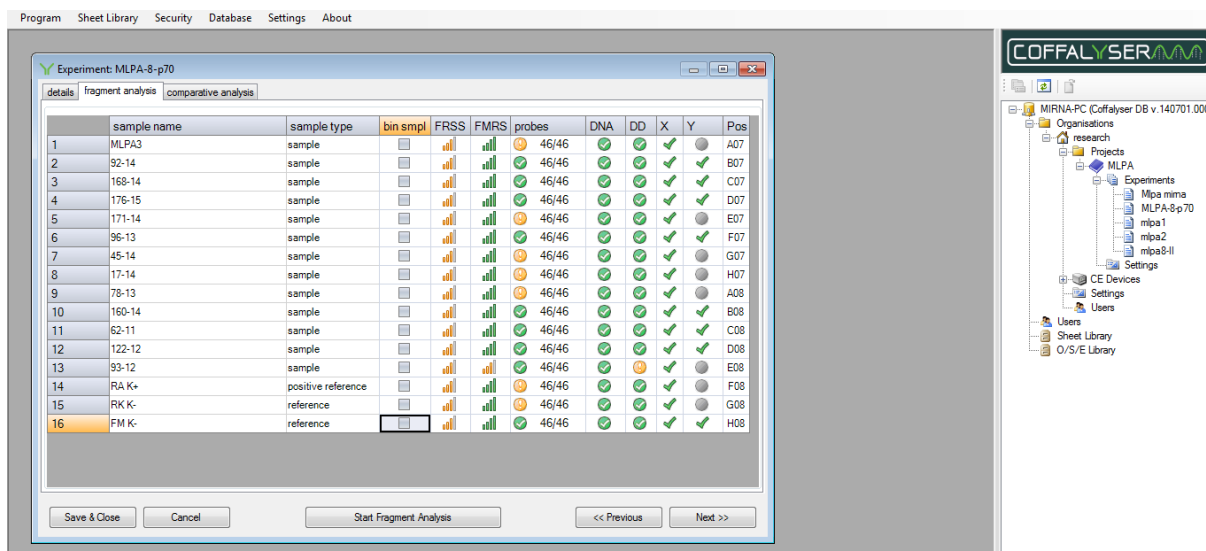 Program Sheet Library Security Database Settings About
COFFALYSER
Experiment: MLPA-8-p70
details fragment analysis comparative analysis
sample name sample type bin smpl FRSS FMRS probes DNA DD X Y Pos
1 MLPA3 sample 46/46 A07
2 92-14 sample 46/46 B07
3 168-14 sample 46/46 C07
4 176-15 sample 46/46 D07
5 171-14 sample 46/46 E07
6 96-13 sample 46/46 F07
7 45-14 sample 46/46 G07
8 17-14 sample 46/46 H07
9 78-13 sample 46/46 A08
10 160-14 sample 46/46 B08
11 62-11 sample 46/46 C08
12 122-12 sample 46/46 D08
13 93-12 sample 46/46 E08
14 RA K+ positive reference 46/46 F08
15 RK K- reference 46/46 G08
16 FM K- reference 46/46 H08
Save & Close Cancel Start Fragment Analysis << Previous Next >>
MIRNA-PC (Coffalyser DB v.140701.000
Organisations
research
Projects
MLPA
Experiments
Mlpa mirna
MLPA-8-p70
mlpa1
mlpa2
mlpa8-II
Settings
CE Devices
Settings
Users
Users
Sheet Library
O/S/E Library